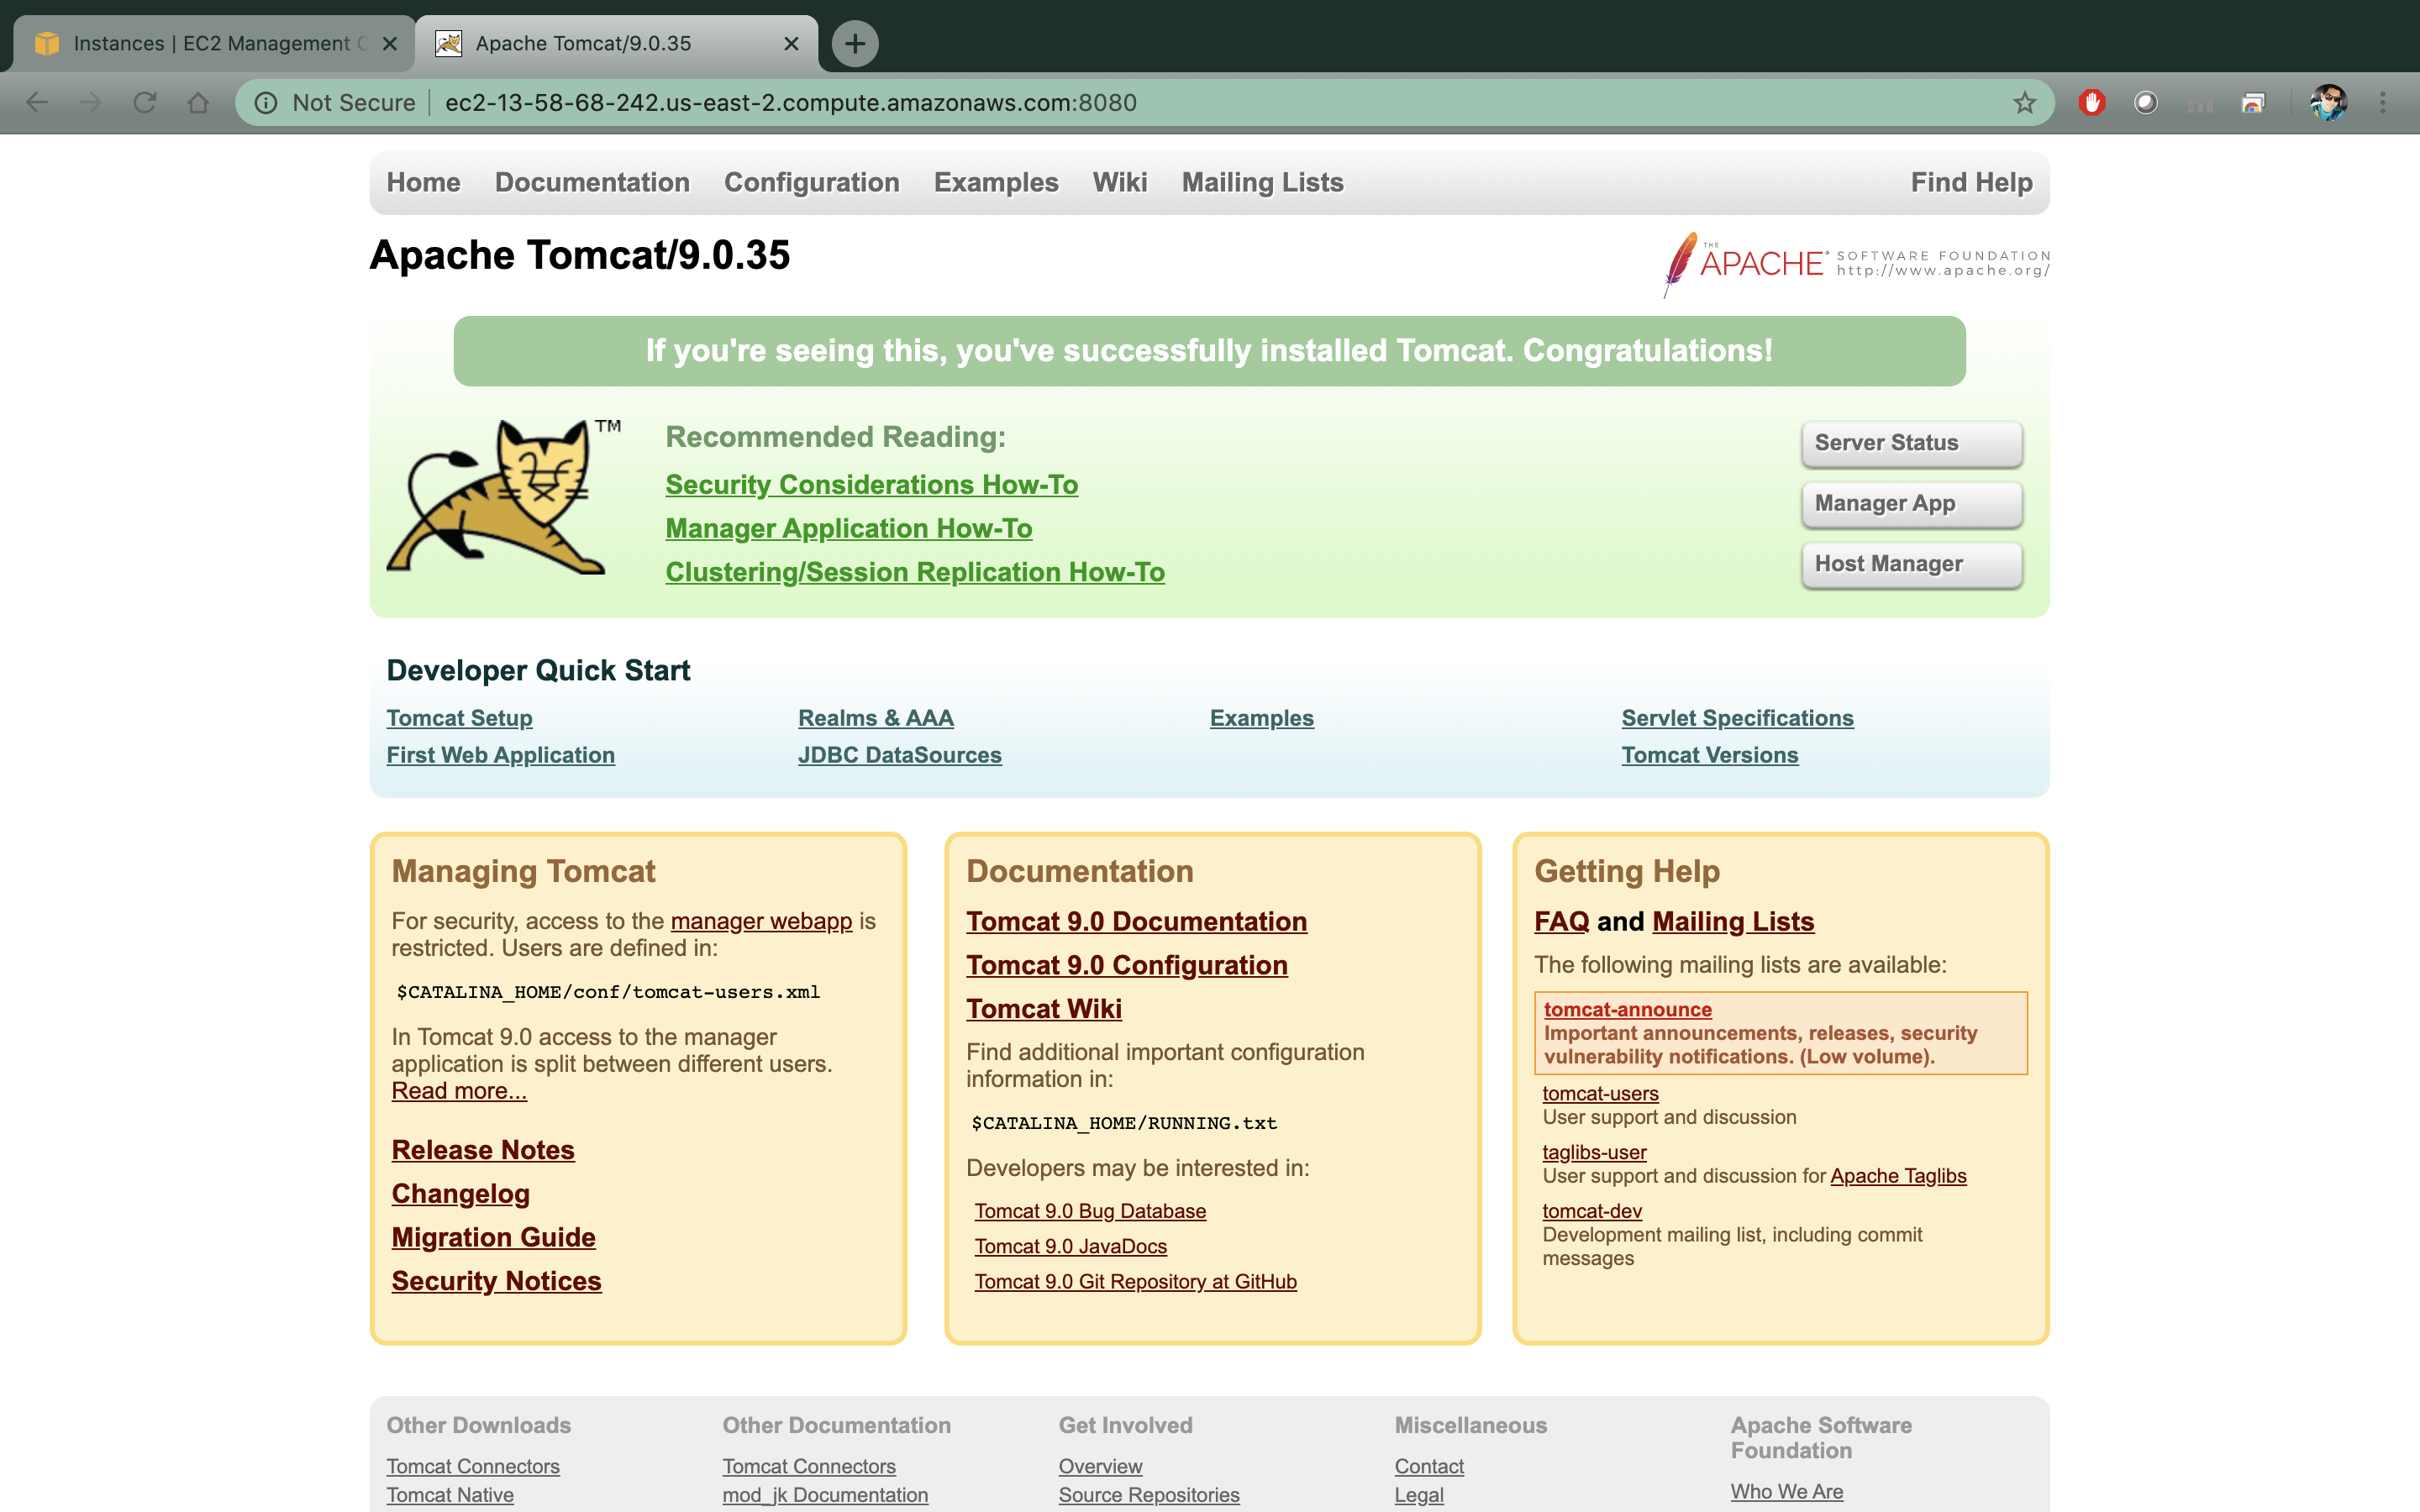 Instances | EC2 Management C
Apache Tomcat/9.0.35
Not Secure
ec2-13-58-68-242.us-east-2.compute.amazonaws.com:8080
Home Documentation Configuration Examples Wiki Mailing Lists Find Help
Apache Tomcat/9.0.35
THE APACHE SOFTWARE FOUNDATION
http://www.apache.org/
If you're seeing this, you've successfully installed Tomcat. Congratulations!
TM
Recommended Reading:
Security Considerations How-To
Manager Application How-To
Clustering/Session Replication How-To
Server Status
Manager App
Host Manager
Developer Quick Start
Tomcat Setup
First Web Application
Realms & AAA
JDBC DataSources
Examples
Servlet Specifications
Tomcat Versions
Managing Tomcat
For security, access to the manager webapp is
restricted. Users are defined in:
$CATALINA_HOME/conf/tomcat-users.xml
In Tomcat 9.0 access to the manager
application is split between different users.
Read more...
Release Notes
Changelog
Migration Guide
Security Notices
Documentation
Tomcat 9.0 Documentation
Tomcat 9.0 Configuration
Tomcat Wiki
Find additional important configuration
information in:
$CATALINA_HOME/RUNNING.txt
Developers may be interested in:
Tomcat 9.0 Bug Database
Tomcat 9.0 JavaDocs
Tomcat 9.0 Git Repository at GitHub
Getting Help
FAQ and Mailing Lists
The following mailing lists are available:
tomcat-announce
Important announcements, releases, security
vulnerability notifications. (Low volume).
tomcat-users
User support and discussion
taglibs-user
User support and discussion for Apache Taglibs
tomcat-dev
Development mailing list, including commit
messages
Other Downloads
Tomcat Connectors
Tomcat Native
Other Documentation
Tomcat Connectors
mod_jk Documentation
Get Involved
Overview
Source Repositories
Miscellaneous
Contact
Legal
Apache Software
Foundation
Who We Are